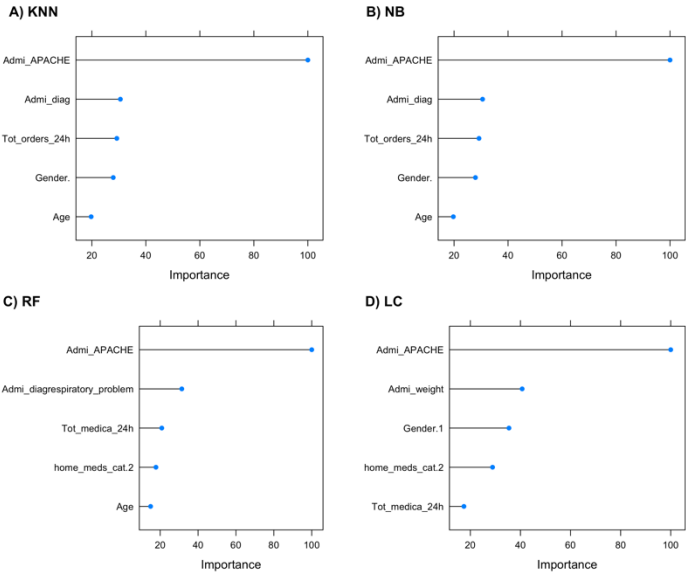 A) KNN
Admi_APACHE
Admi_diag
Tot_orders_24h
Gender.
Age
20 40 60 80 100
Importance
B) NB
Admi_APACHE
Admi_diag
Tot_orders_24h
Gender.
Age
20 40 60 80 100
Importance
C) RF
Admi_APACHE
Admi_diagrespiratory_problem
Tot_medica_24h
home_meds_cat.2
Age
20 40 60 80 100
Importance
D) LC
Admi_APACHE
Admi_weight
Gender.1
home_meds_cat.2
Tot_medica_24h
20 40 60 80 100
Importance